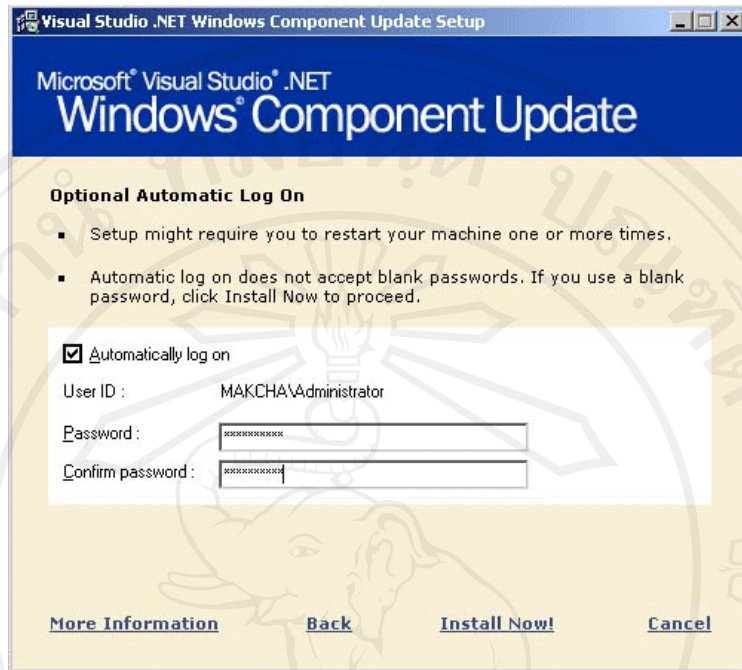 Visual Studio .NET Windows Component Update Setup
Microsoft® Visual Studio® .NET
Windows® Component Update
Optional Automatic Log On
▪ Setup might require you to restart your machine one or more times.
▪ Automatic log on does not accept blank passwords. If you use a blank
password, click Install Now to proceed.
Automatically log on
User ID : MAKCHA\Administrator
Password : xxxxxxxxxx
Confirm password : xxxxxxxxxx
More Information Back Install Now! Cancel